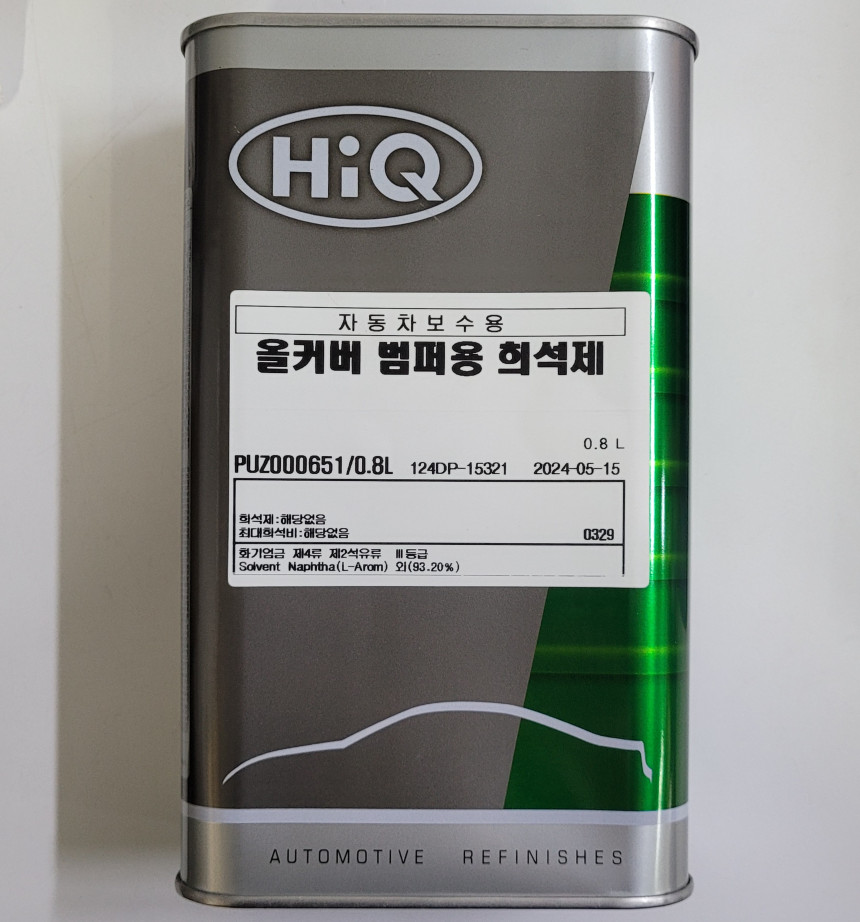 HiQ
자동차보수용
올커버 범퍼용 희석제
0.8 L
PUZ000651/0.8L 124DP-15321 2024-05-15
희석제:해당없음
최대희석비:해당없음 0329
화기엄금 제4류 제2석유류 Ⅲ등급
Solvent Naphtha(L-Arom) 외(93.20%)
AUTOMOTIVE REFINISHES